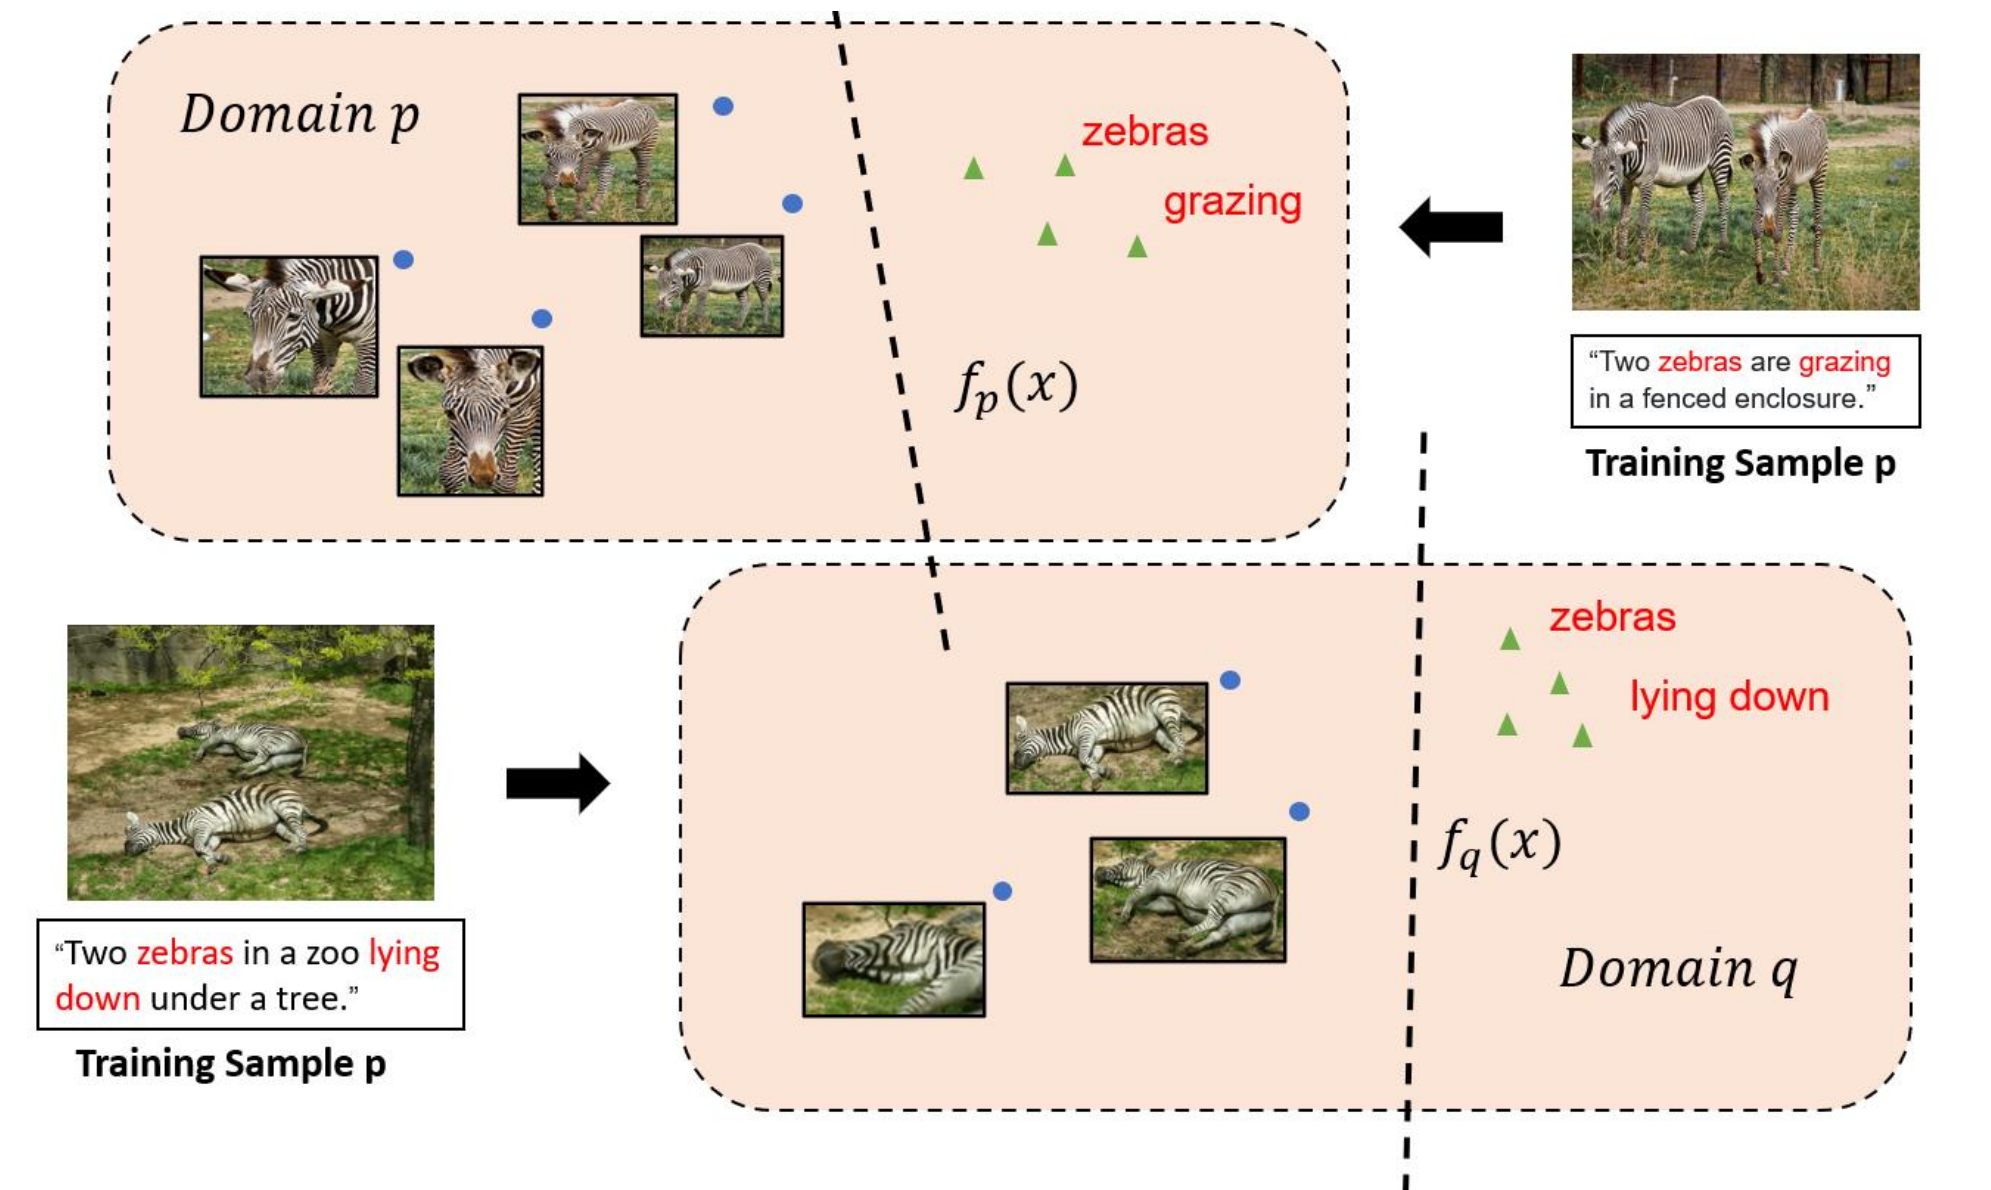 Domain p
zebras
grazing
f_p(x)
“Two zebras are grazing
in a fenced enclosure.”
Training Sample p
zebras
lying down
f_q(x)
Domain q
“Two zebras in a zoo lying
down under a tree.”
Training Sample p